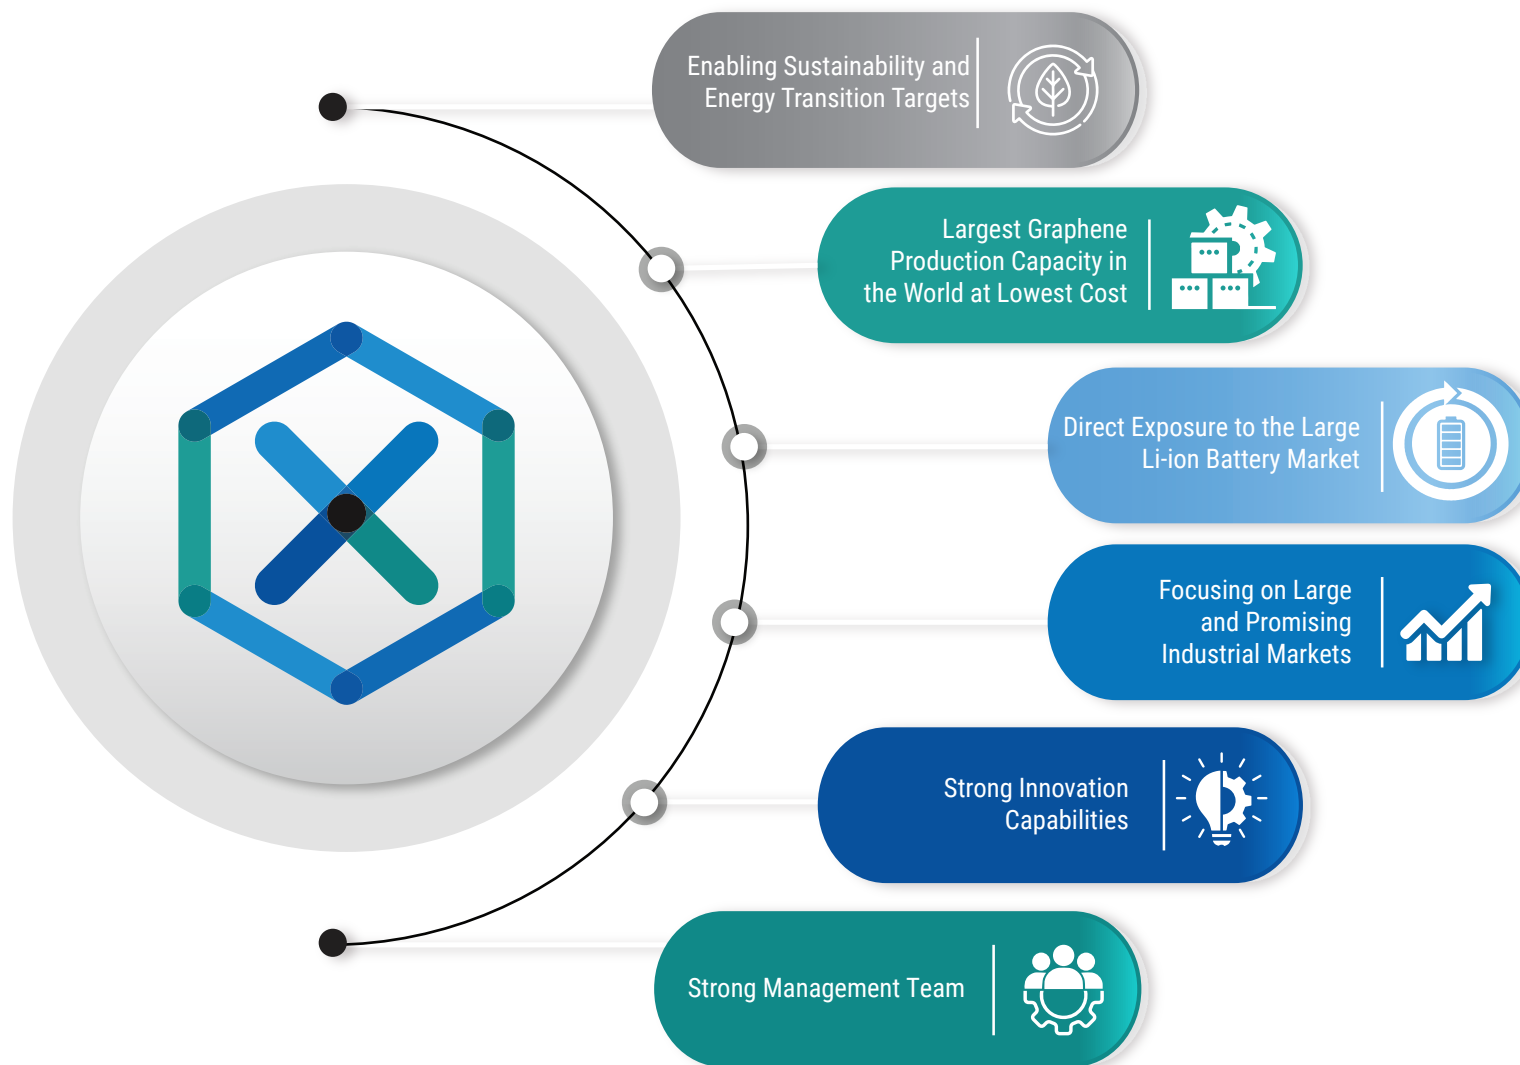 Enabling Sustainability and
Energy Transition Targets
Largest Graphene
Production Capacity in
the World at Lowest Cost
Direct Exposure to the Large
Li-ion Battery Market
Focusing on Large
and Promising
Industrial Markets
Strong Innovation
Capabilities
Strong Management Team